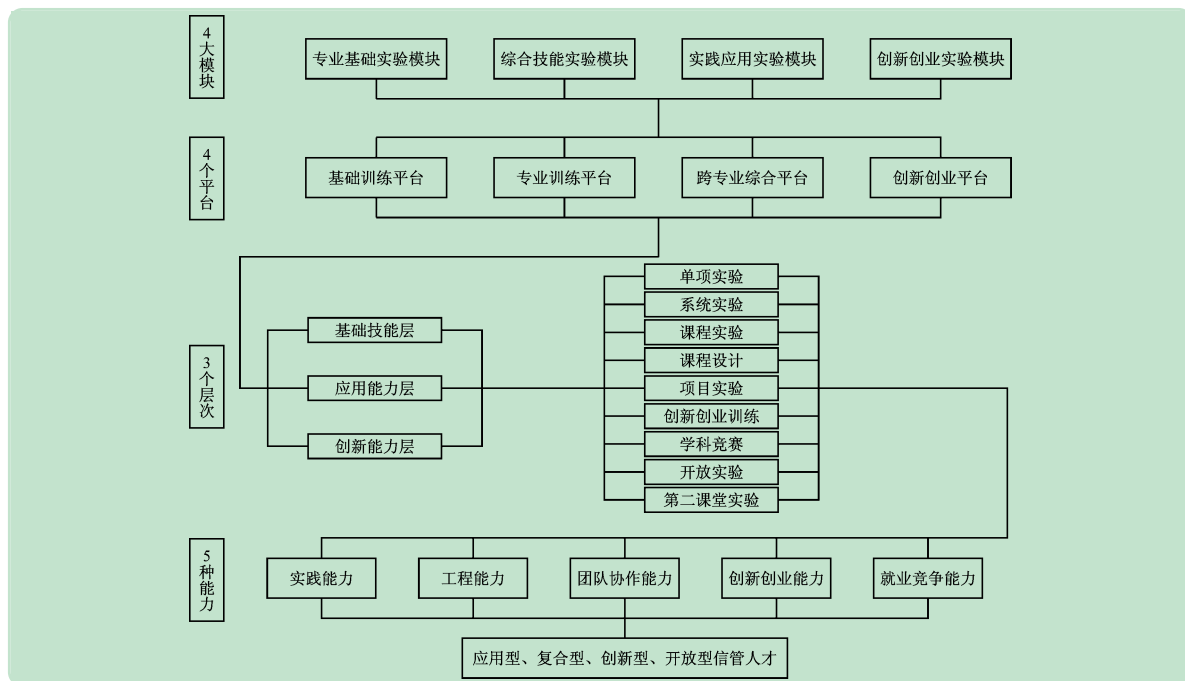 4大模块
专业基础实验模块
综合技能实验模块
实践应用实验模块
创新创业实验模块
4个平台
基础训练平台
专业训练平台
跨专业综合平台
创新创业平台
3个层次
基础技能层
应用能力层
创新能力层
单项实验
系统实验
课程实验
课程设计
项目实验
创新创业训练
学科竞赛
开放实验
第二课堂实验
5种能力
实践能力
工程能力
团队协作能力
创新创业能力
就业竞争能力
应用型、复合型、创新型、开放型信管人才